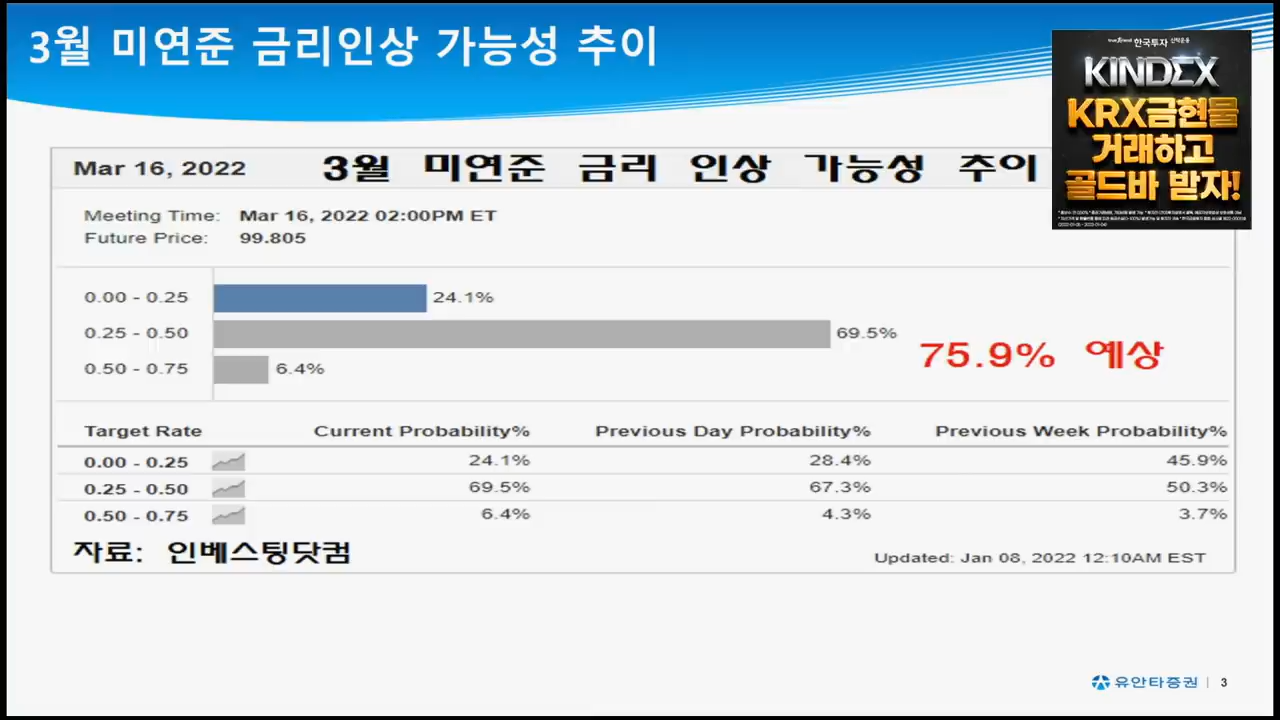 3월 미연준 금리인상 가능성 추이
한국투자 신탁운용
KINDEX
KRX금현물
거래하고
골드바 받자!
Mar 16, 2022 3월 미연준 금리 인상 가능성 추이
Meeting Time: Mar 16, 2022 02:00PM ET
Future Price: 99.805
0.00 - 0.25 24.1%
0.25 - 0.50 69.5%
75.9% 예상
0.50 - 0.75 6.4%
Target Rate Current Probability% Previous Day Probability% Previous Week Probability%
0.00 - 0.25 24.1% 28.4% 45.9%
0.25 - 0.50 69.5% 67.3% 50.3%
0.50 - 0.75 6.4% 4.3% 3.7%
자료: 인베스팅닷컴
Updated: Jan 08, 2022 12:10AM EST
유안타증권 | 3